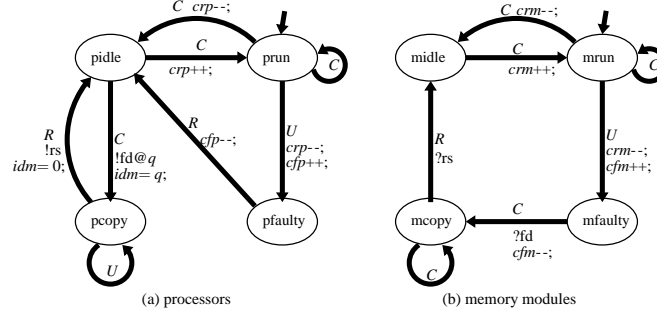 C crp--;
pidle
C
crp++;
prun
C
R
!rs
idm= 0;
C
!fd@q
idm= q;
R
cfp--;
U
crp--;
cfp++;
pcopy
pfaulty
U
(a) processors
C crm--;
midle
C
crm++;
mrun
C
R
?rs
U
crm--;
cfm++;
mcopy
C
?fd
cfm--;
mfaulty
C
(b) memory modules